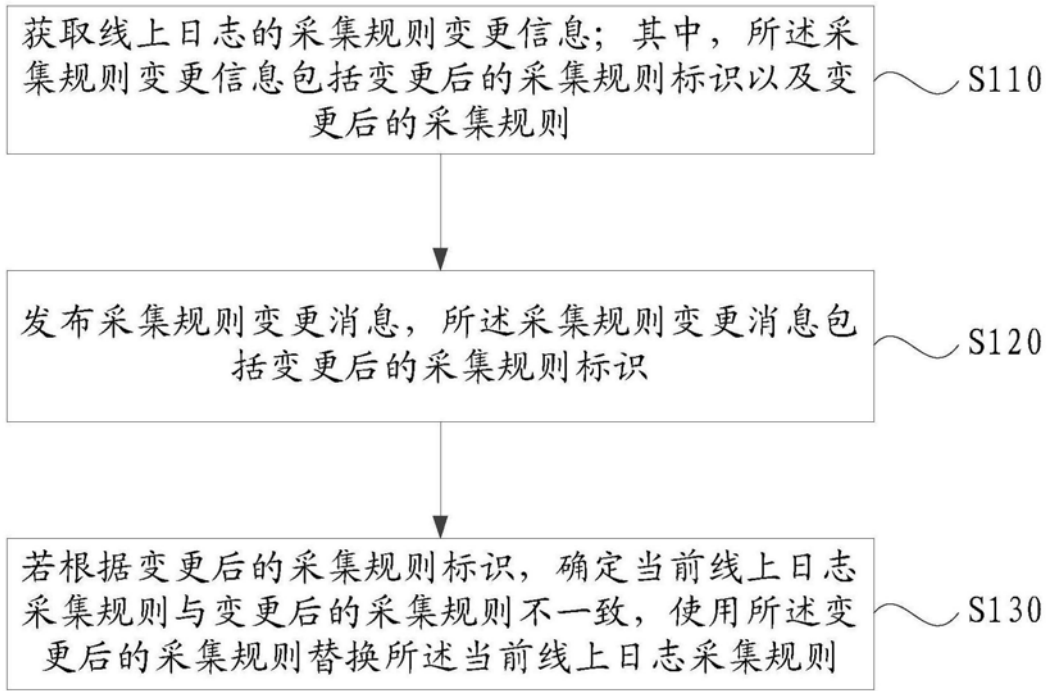 获取线上日志的采集规则变更信息；其中，所述采
集规则变更信息包括变更后的采集规则标识以及变
更后的采集规则
S110
发布采集规则变更消息，所述采集规则变更消息包
括变更后的采集规则标识
S120
若根据变更后的采集规则标识，确定当前线上日志
采集规则与变更后的采集规则不一致，使用所述变
更后的采集规则替换所述当前线上日志采集规则
S130